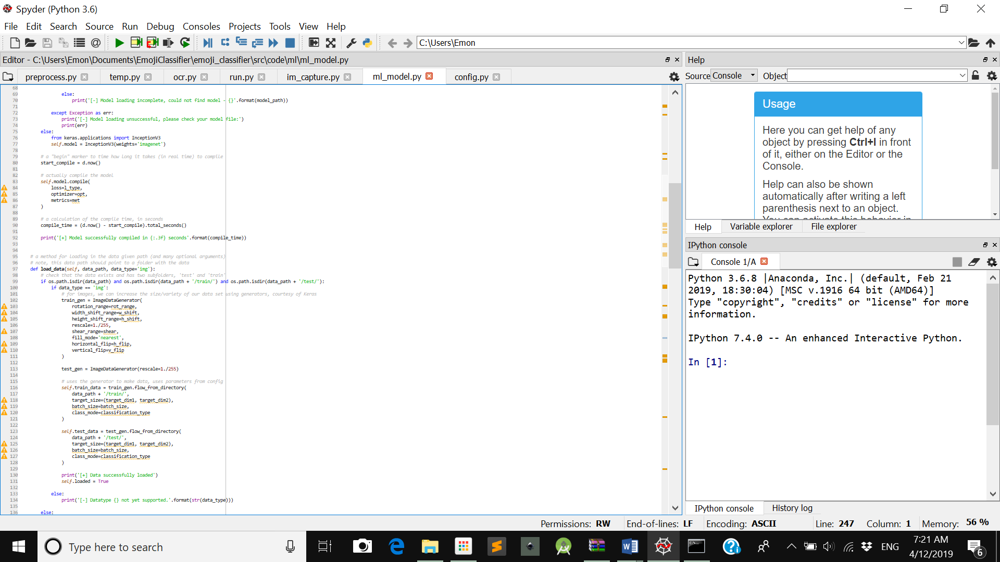 Spyder (Python 3.6)
File Edit Search Source Run Debug Consoles Projects Tools View Help
C:\Users\Emon
Editor - C:\Users\Emon\Documents\EmojiClassifier\emoji_classifier\src\code\ml\ml_model.py
preprocess.py temp.py ocr.py run.py im_capture.py ml_model.py config.py
68
69 else:
70 print('[-] Model loading incomplete, could not find model - {}'.format(model_path))
71
72 except Exception as err:
73 print('[-] Model loading unsuccessful, please check your model file:')
74 print(err)
75 else:
76 from keras.applications import InceptionV3
77 self.model = InceptionV3(weights='imagenet')
78
79 # a "begin" marker to time how long it takes (in real time) to compile
80 start_compile = d.now()
81
82 # actually compile the model
83 self.model.compile(
84 loss=l_type,
85 optimizer=opt,
86 metrics=met
87 )
88
89 # a calculation of the compile time, in seconds
90 compile_time = (d.now() - start_compile).total_seconds()
91
92 print('[+] Model successfully compiled in {:.3f} seconds'.format(compile_time))
93
94
95 # a method for loading in the data given path (and many optional arguments)
96 # note, this data path should point to a folder with the data
97 def load_data(self, data_path, data_type='img'):
98 # check that the data exists and has two subfolders, 'test' and 'train'
99 if os.path.isdir(data_path) and os.path.isdir(data_path + '/train/') and os.path.isdir(data_path + '/test/'):
100 if data_type == 'img':
101 # for images, we can increase the size/variety of our data set using generators, courtesy of Keras
102 train_gen = ImageDataGenerator(
103 rotation_range=rot_range,
104 width_shift_range=w_shift,
105 height_shift_range=h_shift,
106 rescale=1./255,
107 shear_range=shear,
108 fill_mode='nearest',
109 horizontal_flip=h_flip,
110 vertical_flip=v_flip
111 )
112
113 test_gen = ImageDataGenerator(rescale=1./255)
114
115 # uses the generator to make data, uses parameters from config
116 self.train_data = train_gen.flow_from_directory(
117 data_path + '/train/',
118 target_size=(target_dim1, target_dim2),
119 batch_size=batch_size,
120 class_mode=classification_type
121 )
122
123 self.test_data = test_gen.flow_from_directory(
124 data_path + '/test/',
125 target_size=(target_dim1, target_dim2),
126 batch_size=batch_size,
127 class_mode=classification_type
128 )
129
130 print('[+] Data successfully loaded')
131 self.loaded = True
132
133 else:
134 print('[-] Datatype {} not yet supported.'.format(str(data_type)))
135
136 else:
Help
Source Console Object
Usage
Here you can get help of any
object by pressing Ctrl+I in front
of it, either on the Editor or the
Console.
Help can also be shown
automatically after writing a left
parenthesis next to an object.
You can activate this behavior in
Help Variable explorer File explorer
IPython console
Console 1/A
Python 3.6.8 |Anaconda, Inc.| (default, Feb 21
2019, 18:30:04) [MSC v.1916 64 bit (AMD64)]
Type "copyright", "credits" or "license" for more
information.
IPython 7.4.0 -- An enhanced Interactive Python.
In [1]:
IPython console History log
Permissions: RW End-of-lines: LF Encoding: ASCII Line: 247 Column: 1 Memory: 56 %
Type here to search
ENG
7:21 AM
4/12/2019
6